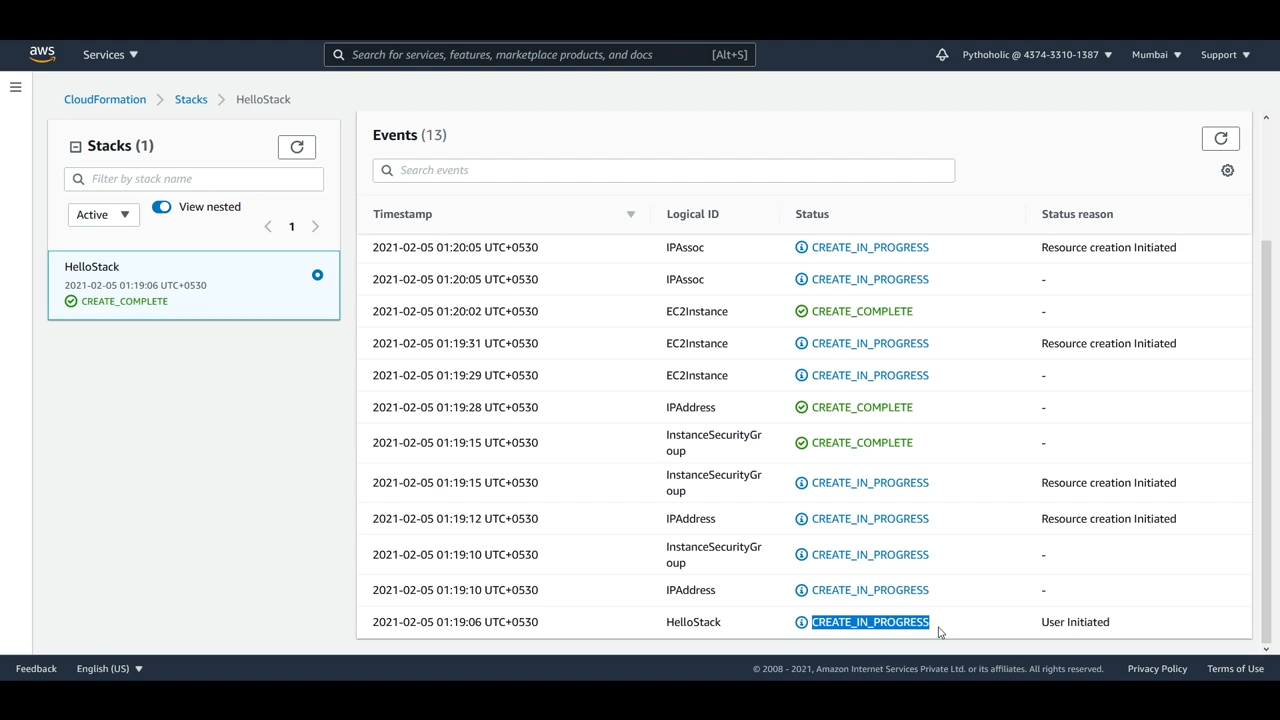 aws
Services
Search for services, features, marketplace products, and docs [Alt+S]
Pythoholic @ 4374-3310-1387
Mumbai
Support
CloudFormation
Stacks
HelloStack
Stacks (1)
Filter by stack name
Active
View nested
1
HelloStack
2021-02-05 01:19:06 UTC+0530
CREATE_COMPLETE
Events (13)
Search events
Timestamp Logical ID Status Status reason
2021-02-05 01:20:05 UTC+0530 IPAssoc CREATE_IN_PROGRESS Resource creation Initiated
2021-02-05 01:20:05 UTC+0530 IPAssoc CREATE_IN_PROGRESS -
2021-02-05 01:20:02 UTC+0530 EC2Instance CREATE_COMPLETE -
2021-02-05 01:19:31 UTC+0530 EC2Instance CREATE_IN_PROGRESS Resource creation Initiated
2021-02-05 01:19:29 UTC+0530 EC2Instance CREATE_IN_PROGRESS -
2021-02-05 01:19:28 UTC+0530 IPAddress CREATE_COMPLETE -
2021-02-05 01:19:15 UTC+0530 InstanceSecurityGr CREATE_COMPLETE -
oup
2021-02-05 01:19:15 UTC+0530 InstanceSecurityGr CREATE_IN_PROGRESS Resource creation Initiated
oup
2021-02-05 01:19:12 UTC+0530 IPAddress CREATE_IN_PROGRESS Resource creation Initiated
2021-02-05 01:19:10 UTC+0530 InstanceSecurityGr CREATE_IN_PROGRESS -
oup
2021-02-05 01:19:10 UTC+0530 IPAddress CREATE_IN_PROGRESS -
2021-02-05 01:19:06 UTC+0530 HelloStack CREATE_IN_PROGRESS User Initiated
Feedback English (US) © 2008 - 2021, Amazon Internet Services Private Ltd. or its affiliates. All rights reserved. Privacy Policy Terms of Use